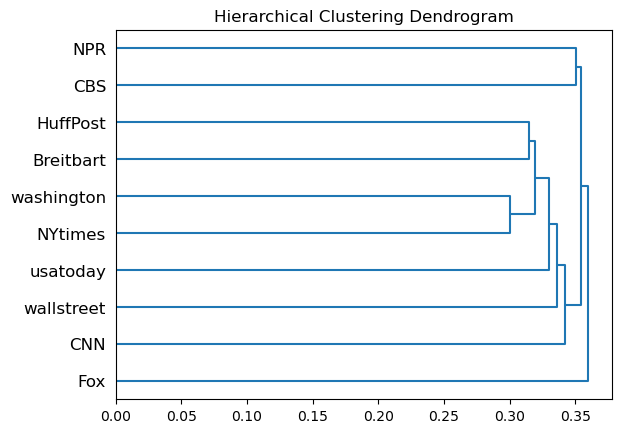 Hierarchical Clustering Dendrogram
NPR
CBS
HuffPost
Breitbart
washington
NYtimes
usatoday
wallstreet
CNN
Fox
0.00 0.05 0.10 0.15 0.20 0.25 0.30 0.35